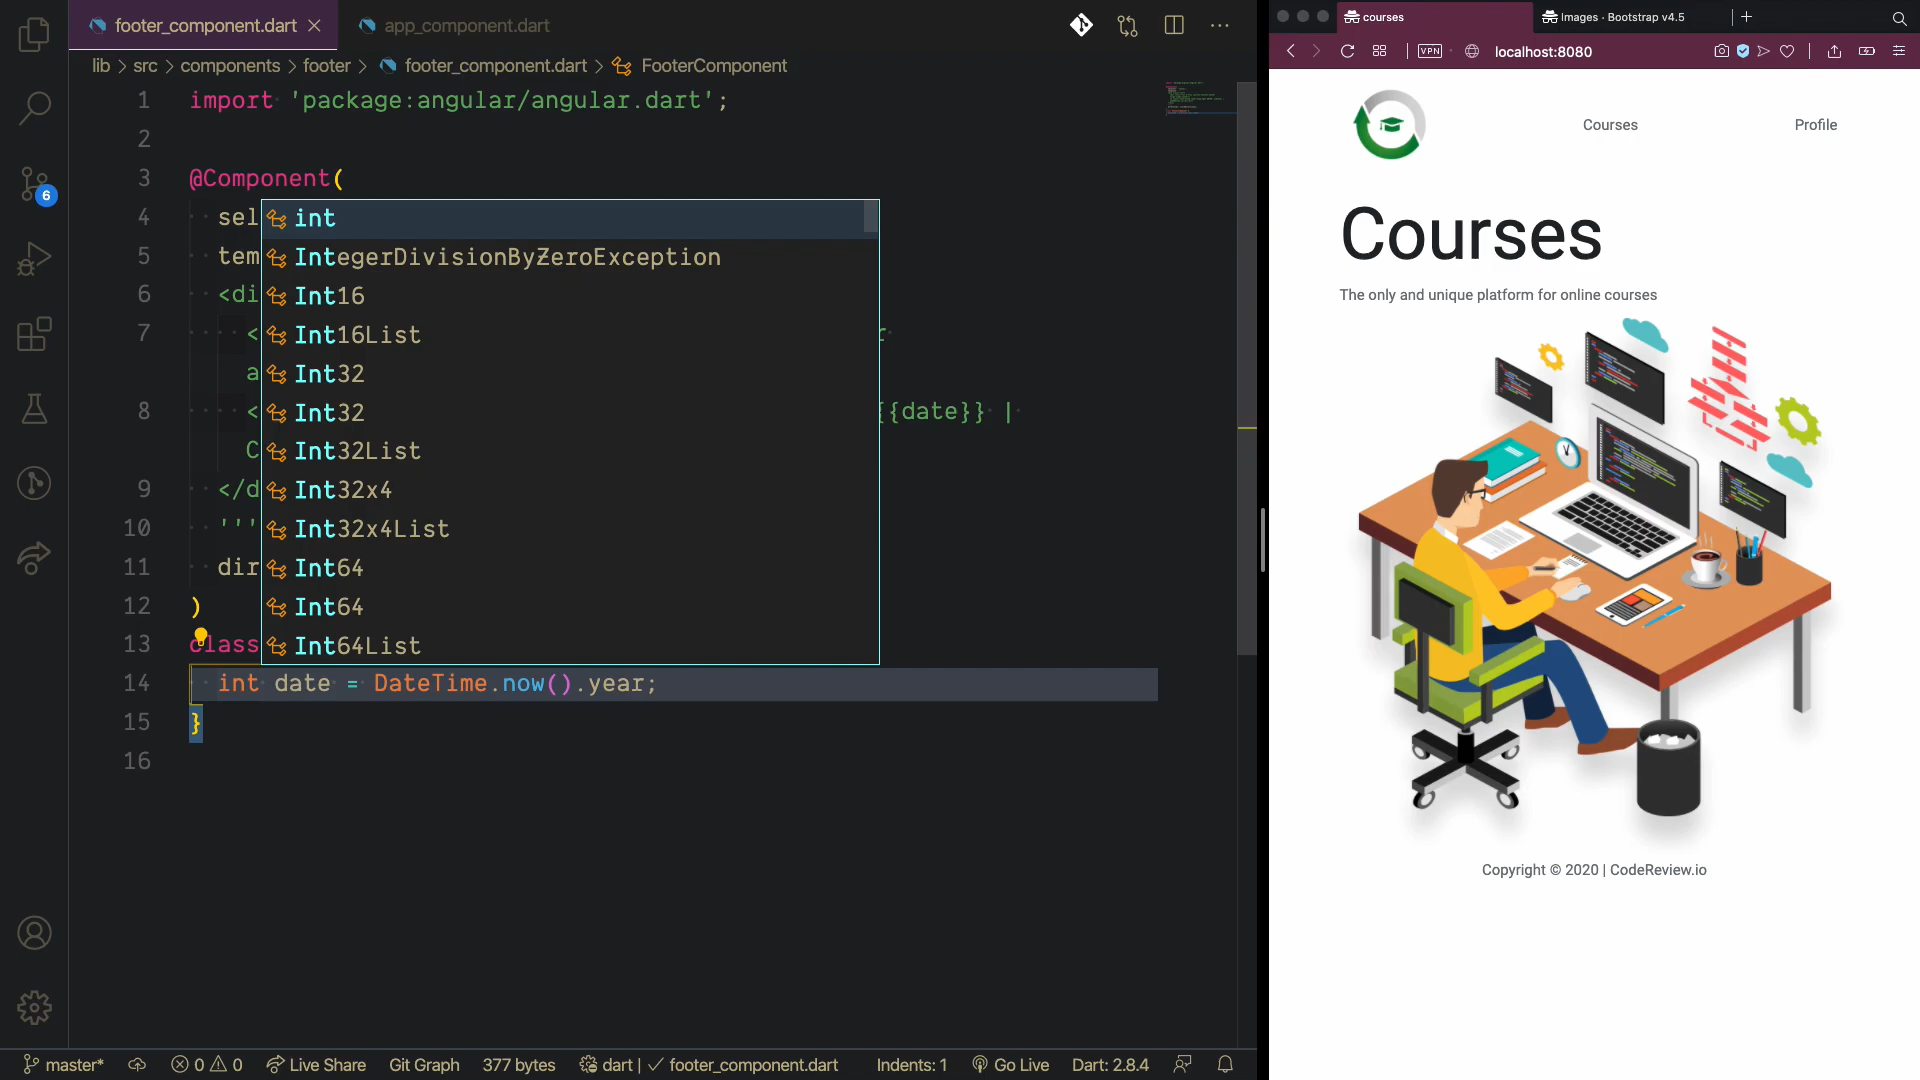 footer_component.dart
app_component.dart
lib > src > components > footer > footer_component.dart > FooterComponent
1 import 'package:angular/angular.dart';
2
3 @Component(
4 sel
5 tem
6 <di
7 < r
a
8 < {{date}} |
C
9 </d
10 '''
11 dir
12 )
13 class
14 int date = DateTime.now().year;
15 }
16
int
IntegerDivisionByZeroException
Int16
Int16List
Int32
Int32
Int32List
Int32x4
Int32x4List
Int64
Int64
Int64List
6
master* 0 0 Live Share Git Graph 377 bytes dart | ✓ footer_component.dart Indents: 1 Go Live Dart: 2.8.4
courses
Images · Bootstrap v4.5
VPN
localhost:8080
Courses
Profile
Courses
The only and unique platform for online courses
Copyright © 2020 | CodeReview.io